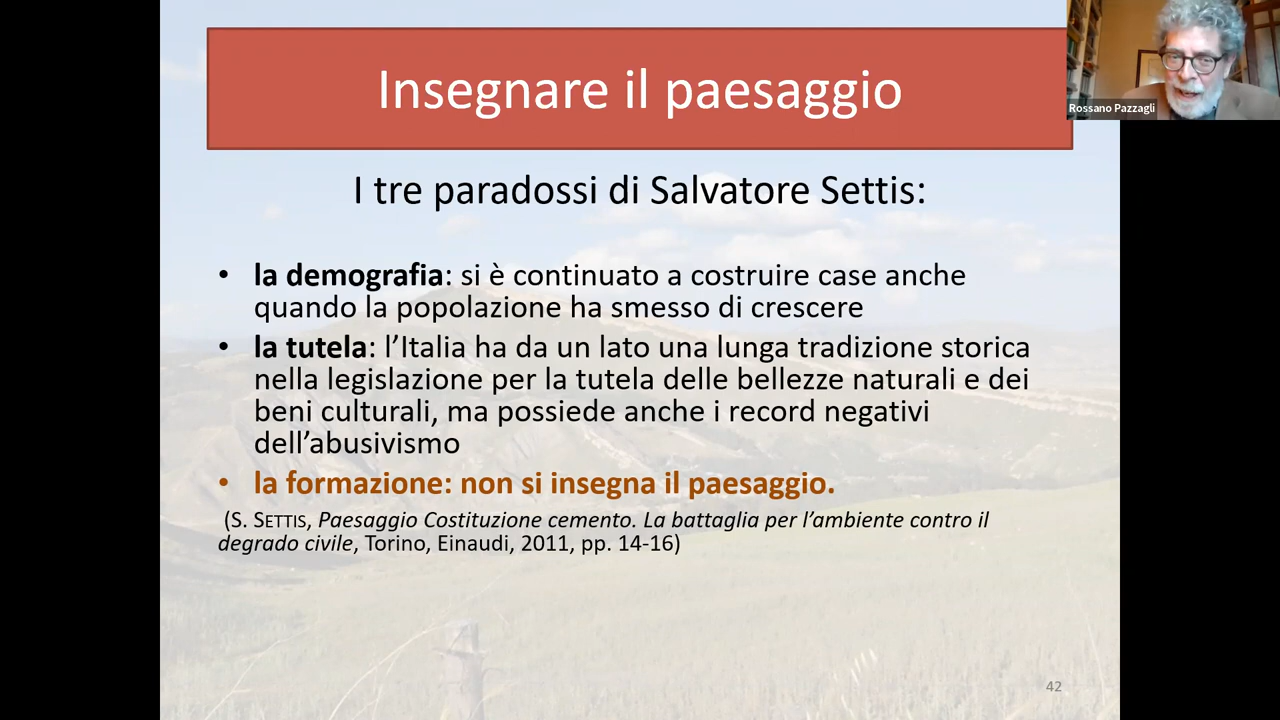 Insegnare il paesaggio
Rossano Pazzagli
I tre paradossi di Salvatore Settis:
• la demografia: si è continuato a costruire case anche
quando la popolazione ha smesso di crescere
• la tutela: l’Italia ha da un lato una lunga tradizione storica
nella legislazione per la tutela delle bellezze naturali e dei
beni culturali, ma possiede anche i record negativi
dell’abusivismo
• la formazione: non si insegna il paesaggio.
(S. SETTIS, Paesaggio Costituzione cemento. La battaglia per l’ambiente contro il
degrado civile, Torino, Einaudi, 2011, pp. 14-16)
42